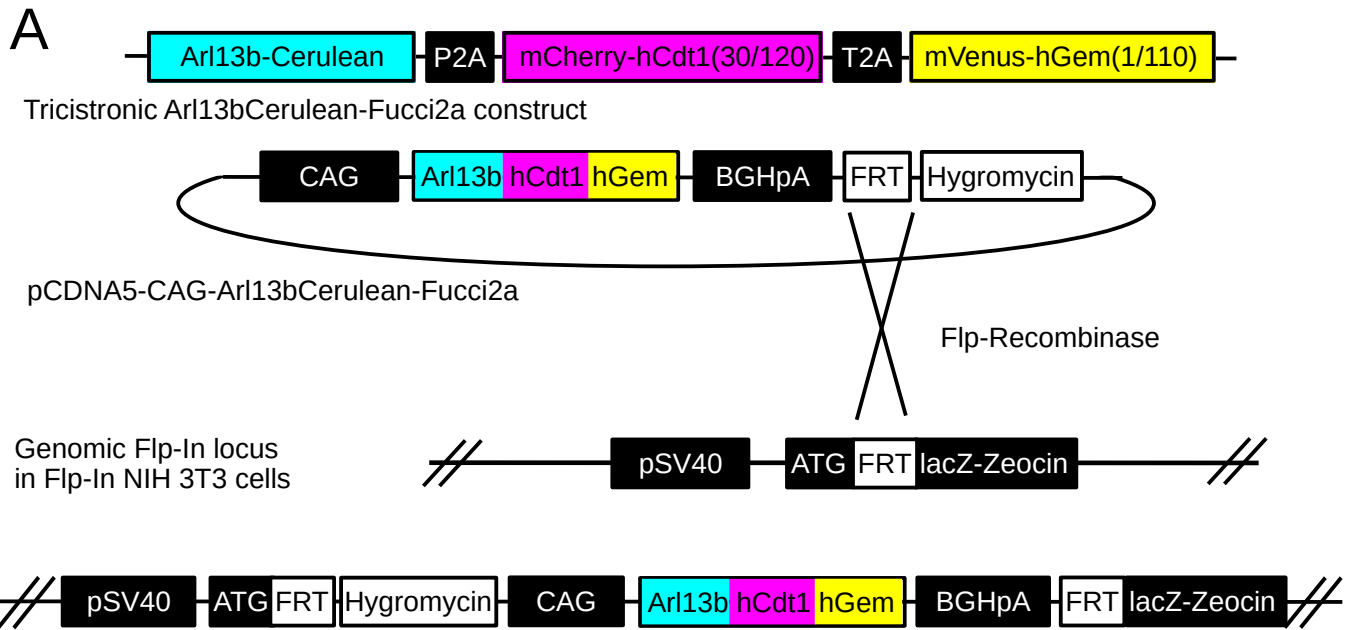 A
Arl13b-Cerulean P2A mCherry-hCdt1(30/120) T2A mVenus-hGem(1/110)
Tricistronic Arl13bCerulean-Fucci2a construct
CAG Arl13b hCdt1 hGem BGHpA FRT Hygromycin
pCDNA5-CAG-Arl13bCerulean-Fucci2a
Flp-Recombinase
Genomic Flp-In locus
in Flp-In NIH 3T3 cells
pSV40 ATG FRT lacZ-Zeocin
pSV40 ATG FRT Hygromycin CAG Arl13b hCdt1 hGem BGHpA FRT lacZ-Zeocin